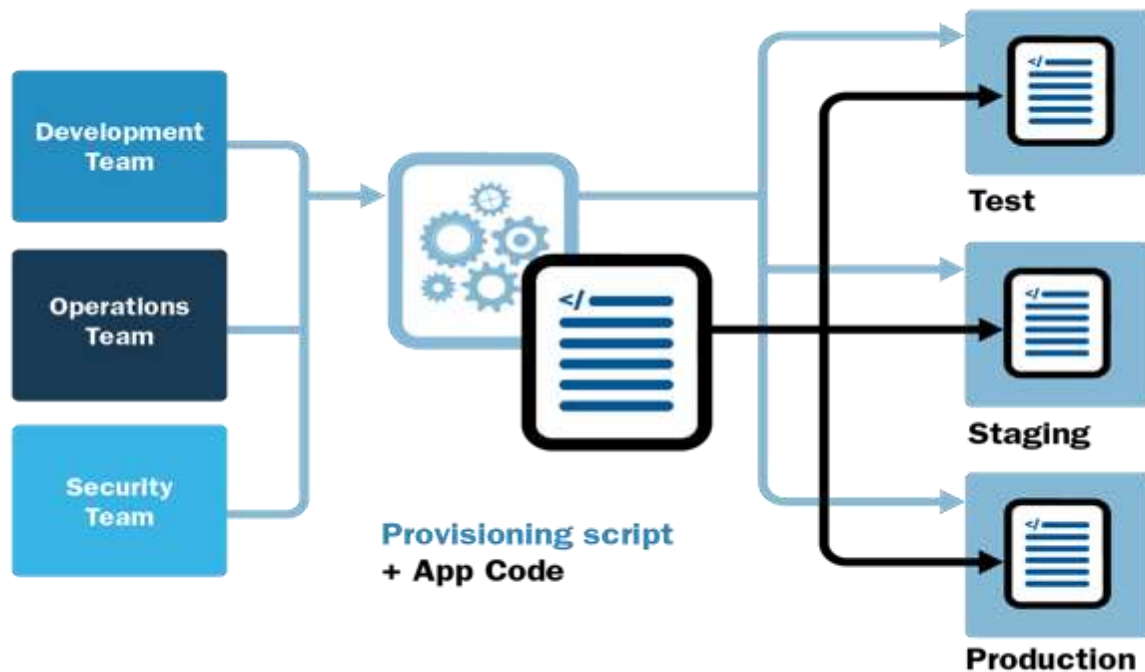 Development
Team
Operations
Team
Security
Team
</>
Provisioning script
+ App Code
</>
Test
</>
Staging
</>
Production